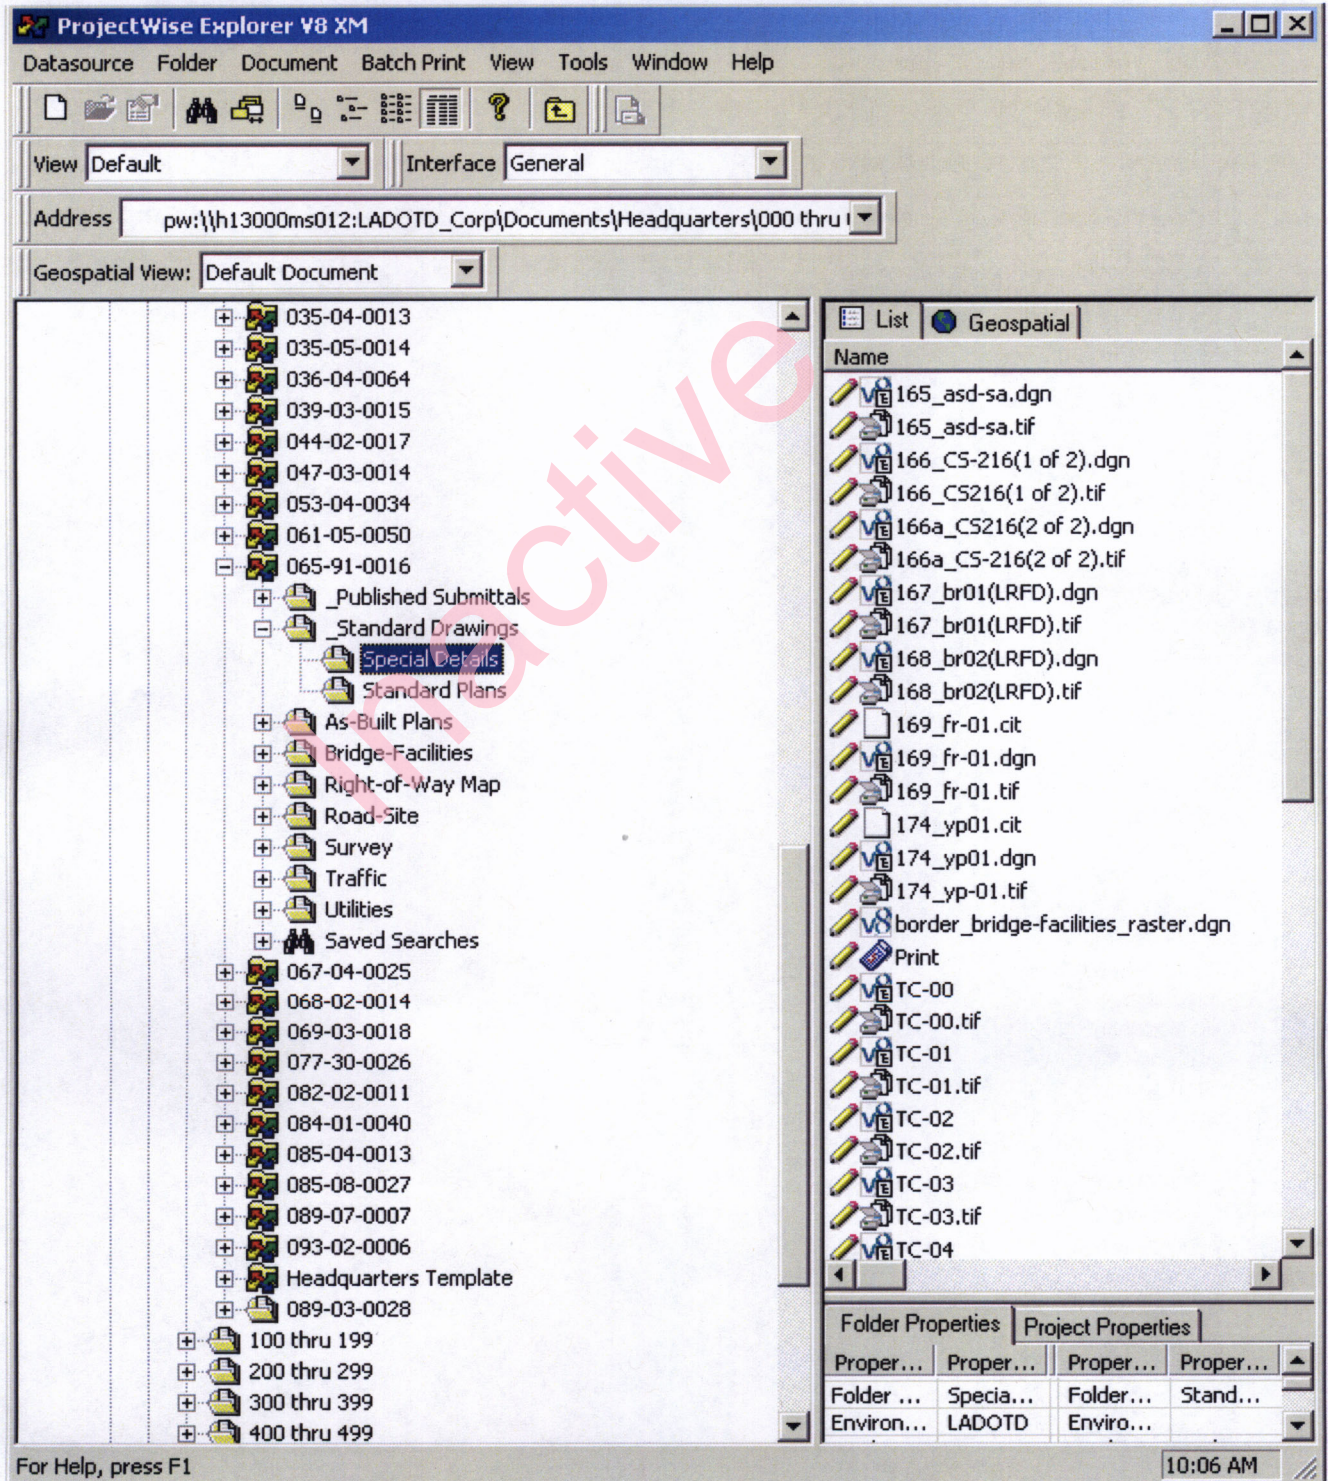 ProjectWise Explorer V8 XM
Datasource Folder Document Batch Print View Tools Window Help
View Default Interface General
Address pw:\\h13000ms012:LADOTD_Corp\Documents\Headquarters\000 thru
Geospatial View: Default Document
035-04-0013
035-05-0014
036-04-0064
039-03-0015
044-02-0017
047-03-0014
053-04-0034
061-05-0050
065-91-0016
_Published Submittals
_Standard Drawings
Special Details
Standard Plans
As-Built Plans
Bridge-Facilities
Right-of-Way Map
Road-Site
Survey
Traffic
Utilities
Saved Searches
067-04-0025
068-02-0014
069-03-0018
077-30-0026
082-02-0011
084-01-0040
085-04-0013
085-08-0027
089-07-0007
093-02-0006
Headquarters Template
089-03-0028
100 thru 199
200 thru 299
300 thru 399
400 thru 499
Inactive
List Geospatial
Name
165_asd-sa.dgn
165_asd-sa.tif
166_CS-216(1 of 2).dgn
166_CS216(1 of 2).tif
166a_CS216(2 of 2).dgn
166a_CS-216(2 of 2).tif
167_br01(LRFD).dgn
167_br01(LRFD).tif
168_br02(LRFD).dgn
168_br02(LRFD).tif
169_fr-01.cit
169_fr-01.dgn
169_fr-01.tif
174_yp01.cit
174_yp01.dgn
174_yp-01.tif
border_bridge-facilities_raster.dgn
Print
TC-00
TC-00.tif
TC-01
TC-01.tif
TC-02
TC-02.tif
TC-03
TC-03.tif
TC-04
Folder Properties Project Properties
Proper... Proper... Proper... Proper...
Folder ... Specia... Folder... Stand...
Environ... LADOTD Enviro...
For Help, press F1
10:06 AM